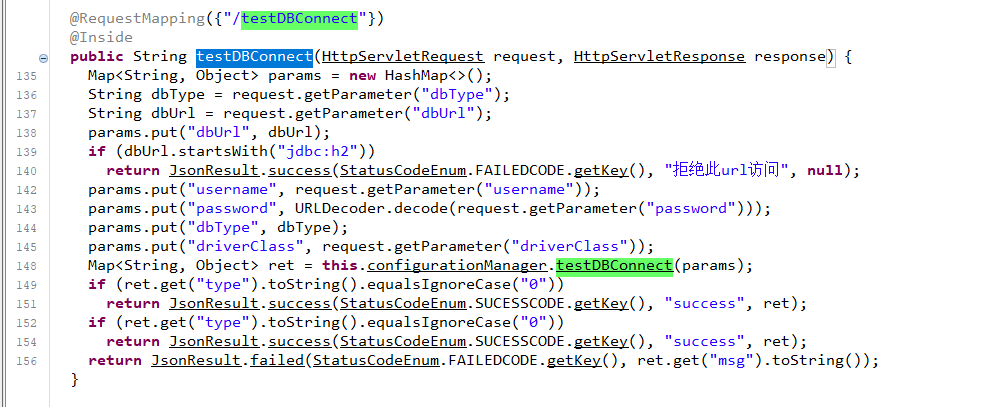 @RequestMapping({"/testDBConnect"})
@Inside
public String testDBConnect(HttpServletRequest request, HttpServletResponse response) {
135 Map<String, Object> params = new HashMap<>();
136 String dbType = request.getParameter("dbType");
137 String dbUrl = request.getParameter("dbUrl");
138 params.put("dbUrl", dbUrl);
139 if (dbUrl.startsWith("jdbc:h2"))
140 return JsonResult.success(StatusCodeEnum.FAILEDCODE.getKey(), "拒绝此url访问", null);
142 params.put("username", request.getParameter("username"));
143 params.put("password", URLDecoder.decode(request.getParameter("password")));
144 params.put("dbType", dbType);
145 params.put("driverClass", request.getParameter("driverClass"));
148 Map<String, Object> ret = this.configurationManager.testDBConnect(params);
149 if (ret.get("type").toString().equalsIgnoreCase("0"))
151 return JsonResult.success(StatusCodeEnum.SUCESSCODE.getKey(), "success", ret);
152 if (ret.get("type").toString().equalsIgnoreCase("0"))
154 return JsonResult.success(StatusCodeEnum.SUCESSCODE.getKey(), "success", ret);
156 return JsonResult.failed(StatusCodeEnum.FAILEDCODE.getKey(), ret.get("msg").toString());
}